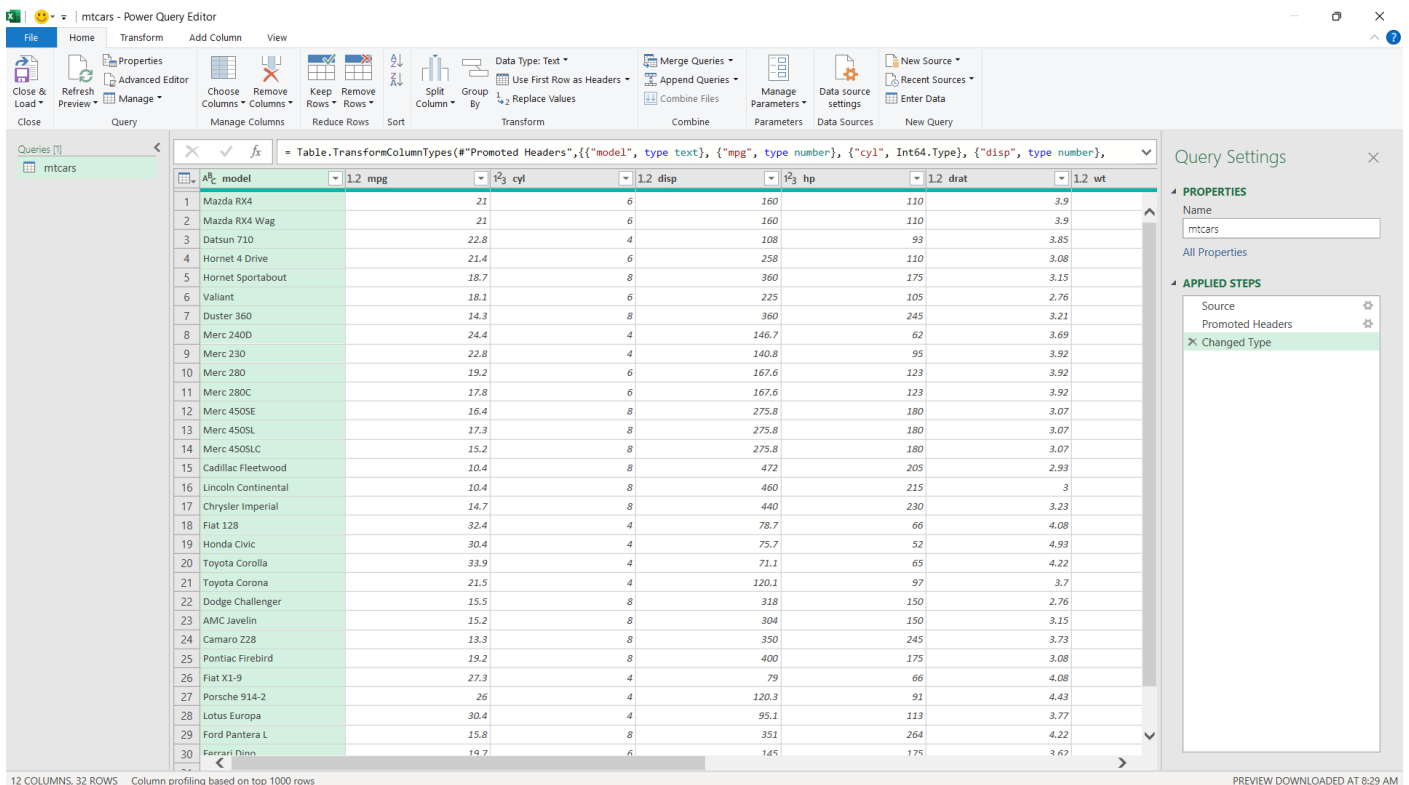 mtcars - Power Query Editor
File Home Transform Add Column View
Close & Load
Refresh Preview
Properties
Advanced Editor
Manage
Choose Columns
Remove Columns
Keep Rows
Remove Rows
Split Column
Group By
Data Type: Text
Use First Row as Headers
Replace Values
Merge Queries
Append Queries
Combine Files
Manage Parameters
Data source settings
New Source
Recent Sources
Enter Data
Close Query Manage Columns Reduce Rows Sort Transform Combine Parameters Data Sources New Query
Queries [1]
mtcars
fx = Table.TransformColumnTypes(#"Promoted Headers",{{"model", type text}, {"mpg", type number}, {"cyl", Int64.Type}, {"disp", type number},
ABC model 1.2 mpg 123 cyl 1.2 disp 123 hp 1.2 drat 1.2 wt
1 Mazda RX4 21 6 160 110 3.9
2 Mazda RX4 Wag 21 6 160 110 3.9
3 Datsun 710 22.8 4 108 93 3.85
4 Hornet 4 Drive 21.4 6 258 110 3.08
5 Hornet Sportabout 18.7 8 360 175 3.15
6 Valiant 18.1 6 225 105 2.76
7 Duster 360 14.3 8 360 245 3.21
8 Merc 240D 24.4 4 146.7 62 3.69
9 Merc 230 22.8 4 140.8 95 3.92
10 Merc 280 19.2 6 167.6 123 3.92
11 Merc 280C 17.8 6 167.6 123 3.92
12 Merc 450SE 16.4 8 275.8 180 3.07
13 Merc 450SL 17.3 8 275.8 180 3.07
14 Merc 450SLC 15.2 8 275.8 180 3.07
15 Cadillac Fleetwood 10.4 8 472 205 2.93
16 Lincoln Continental 10.4 8 460 215 3
17 Chrysler Imperial 14.7 8 440 230 3.23
18 Fiat 128 32.4 4 78.7 66 4.08
19 Honda Civic 30.4 4 75.7 52 4.93
20 Toyota Corolla 33.9 4 71.1 65 4.22
21 Toyota Corona 21.5 4 120.1 97 3.7
22 Dodge Challenger 15.5 8 318 150 2.76
23 AMC Javelin 15.2 8 304 150 3.15
24 Camaro Z28 13.3 8 350 245 3.73
25 Pontiac Firebird 19.2 8 400 175 3.08
26 Fiat X1-9 27.3 4 79 66 4.08
27 Porsche 914-2 26 4 120.3 91 4.43
28 Lotus Europa 30.4 4 95.1 113 3.77
29 Ford Pantera L 15.8 8 351 264 4.22
30 Ferrari Dino 19.7 6 145 175 3.62
Query Settings
PROPERTIES
Name
mtcars
All Properties
APPLIED STEPS
Source
Promoted Headers
Changed Type
12 COLUMNS, 32 ROWS Column profiling based on top 1000 rows
PREVIEW DOWNLOADED AT 8:29 AM